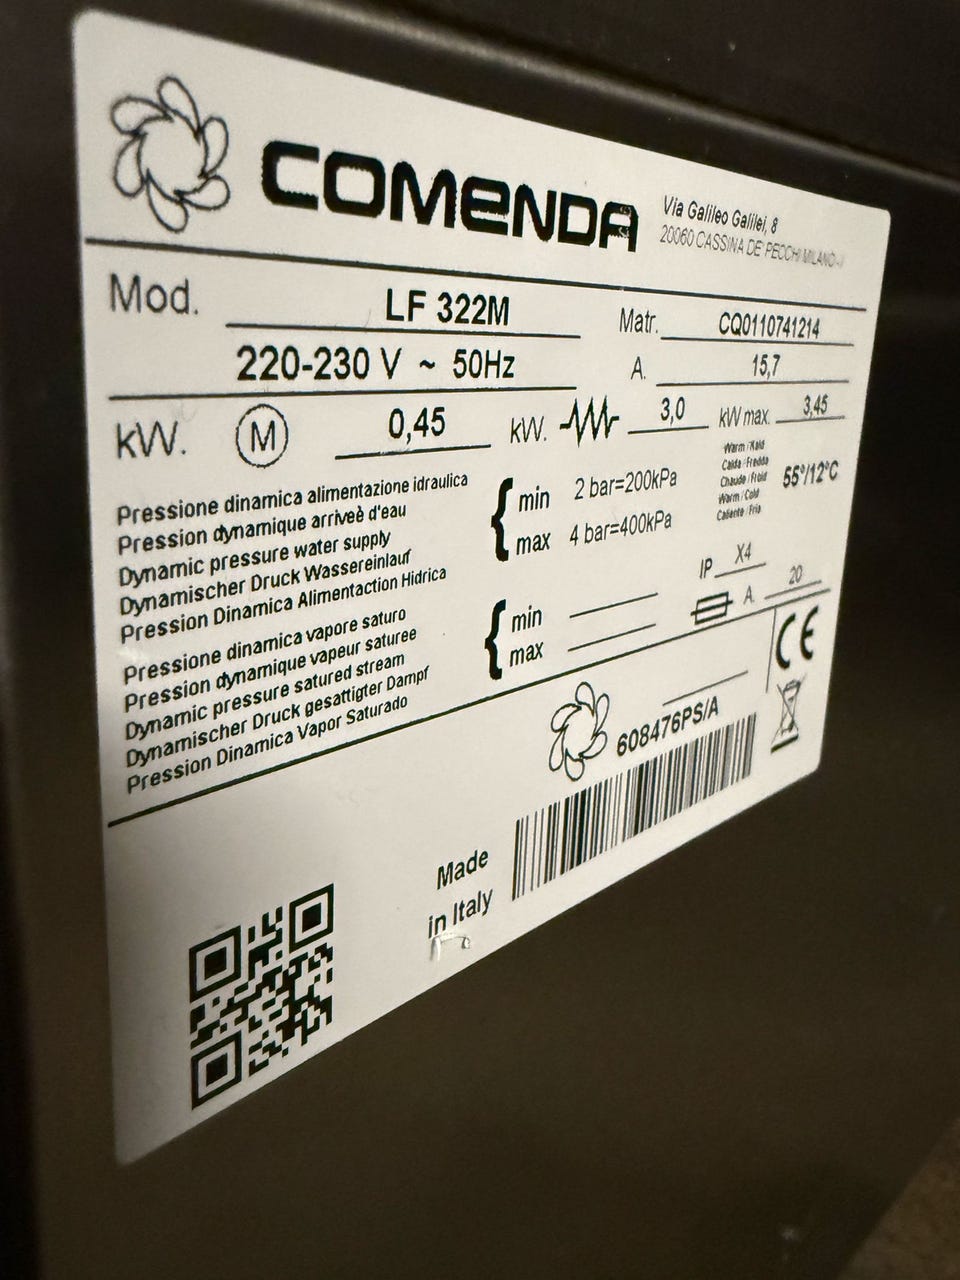 COMENDA
Via Galileo Galilei, 8
20060 CASSINA DE' PECCHI MILANO -I-
Mod. LF 322M Matr. CQ0110741214
220-230 V ~ 50Hz A. 15,7
kW. M 0,45 kW. 3,0 kW max. 3,45
Warm /Kald
Calda /Fredda
Chaude /Froid
Warm /Cold
Caliente /Fria
55°/12°C
Pressione dinamica alimentazione idraulica
Pression dynamique arriveè d'eau
Dynamic pressure water supply
Dynamischer Druck Wassereinlauf
Pression Dinamica Alimentaction Hidrica
min 2 bar=200kPa
max 4 bar=400kPa
IP X4
A. 20
Pressione dinamica vapore saturo
Pression dynamique vapeur saturee
Dynamic pressure satured stream
Dynamischer Druck gesattigter Dampf
Pression Dinamica Vapor Saturado
min
max
CE
608476PS/A
Made
in Italy